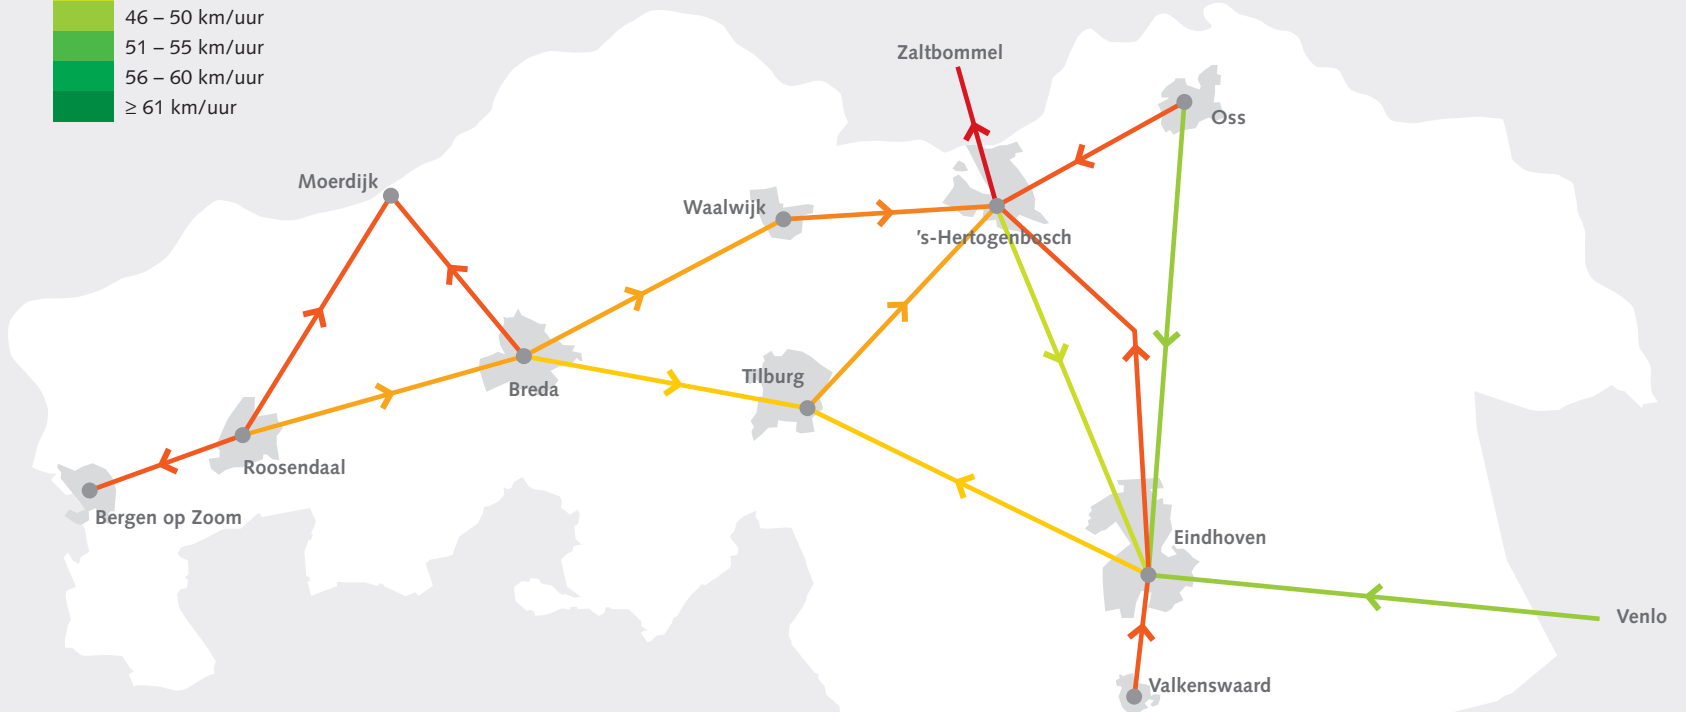 46 – 50 km/uur
51 – 55 km/uur
56 – 60 km/uur
≥ 61 km/uur
Zaltbommel
Oss
Moerdijk
Waalwijk
's-Hertogenbosch
Tilburg
Breda
Roosendaal
Bergen op Zoom
Eindhoven
Venlo
Valkenswaard